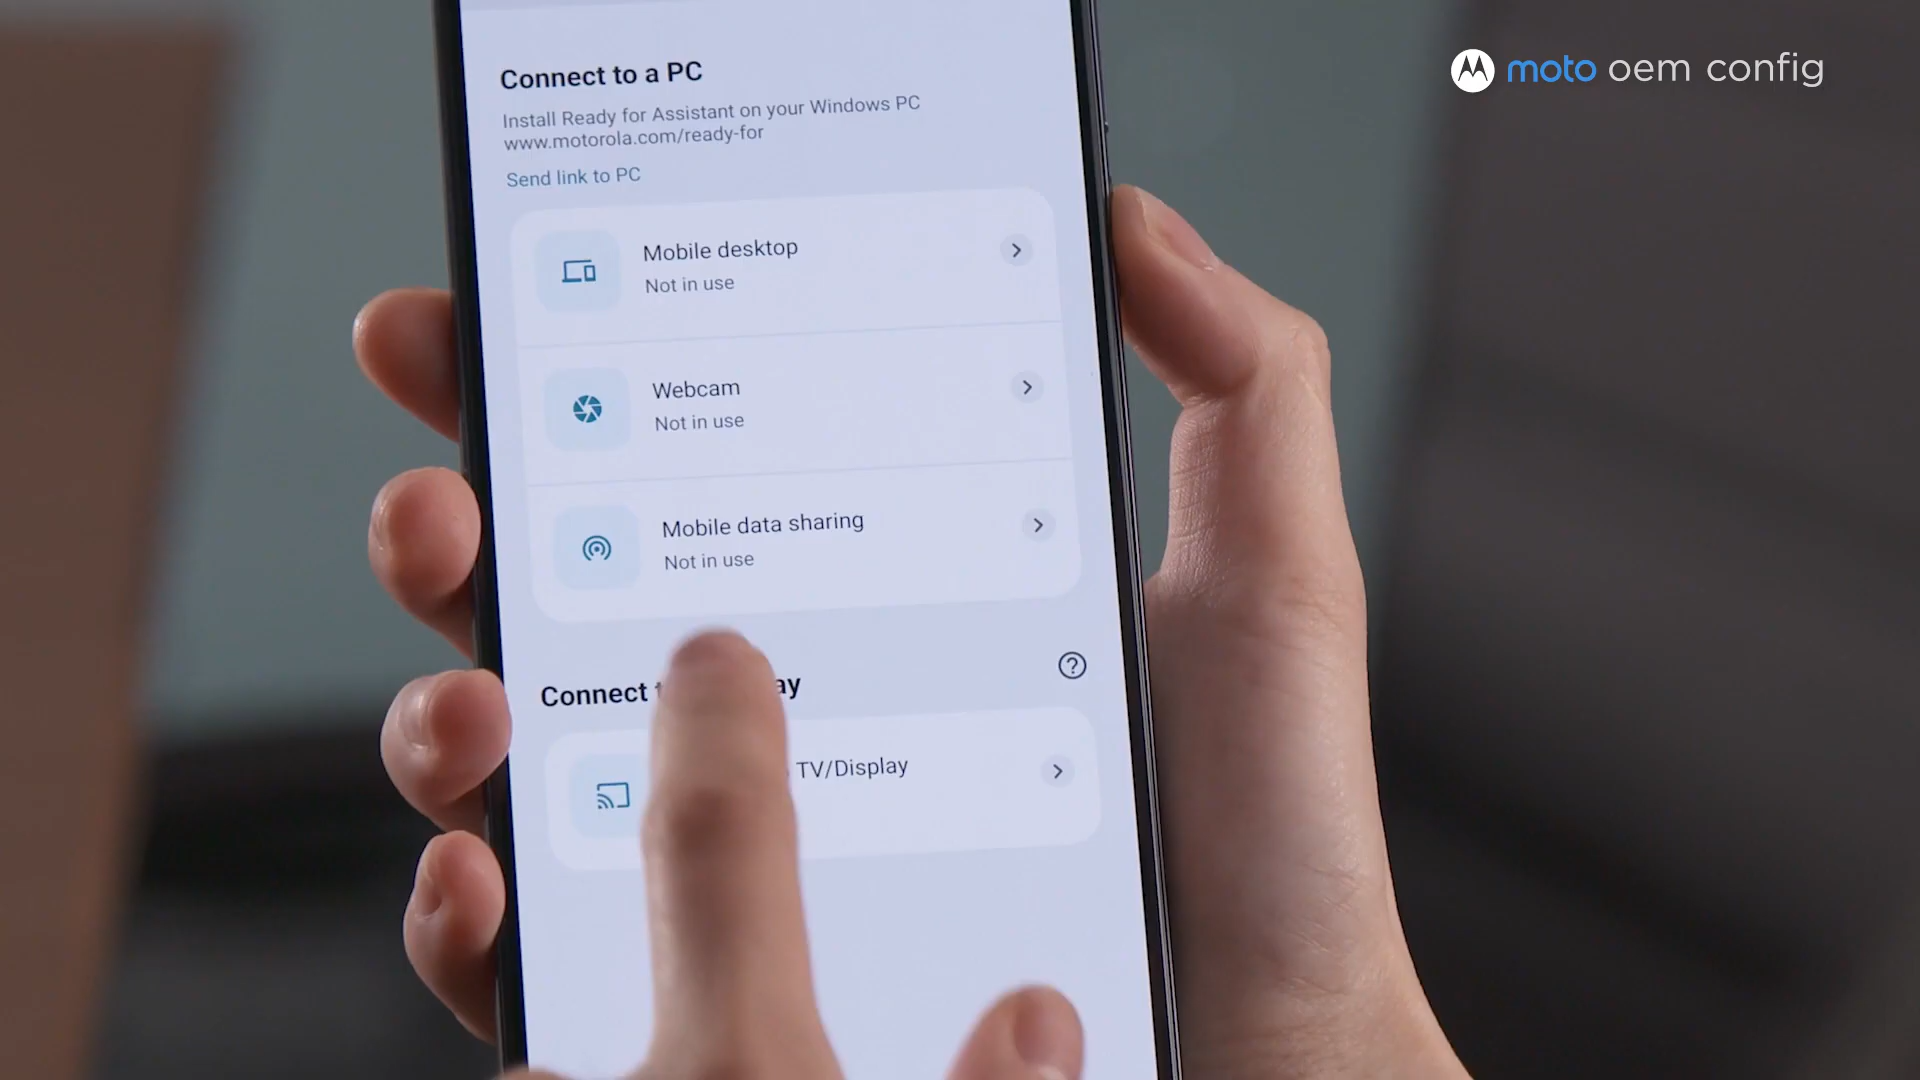 moto oem config
Connect to a PC
Install Ready for Assistant on your Windows PC
www.motorola.com/ready-for
Send link to PC
Mobile desktop
Not in use
Webcam
Not in use
Mobile data sharing
Not in use
Connect
TV/Display